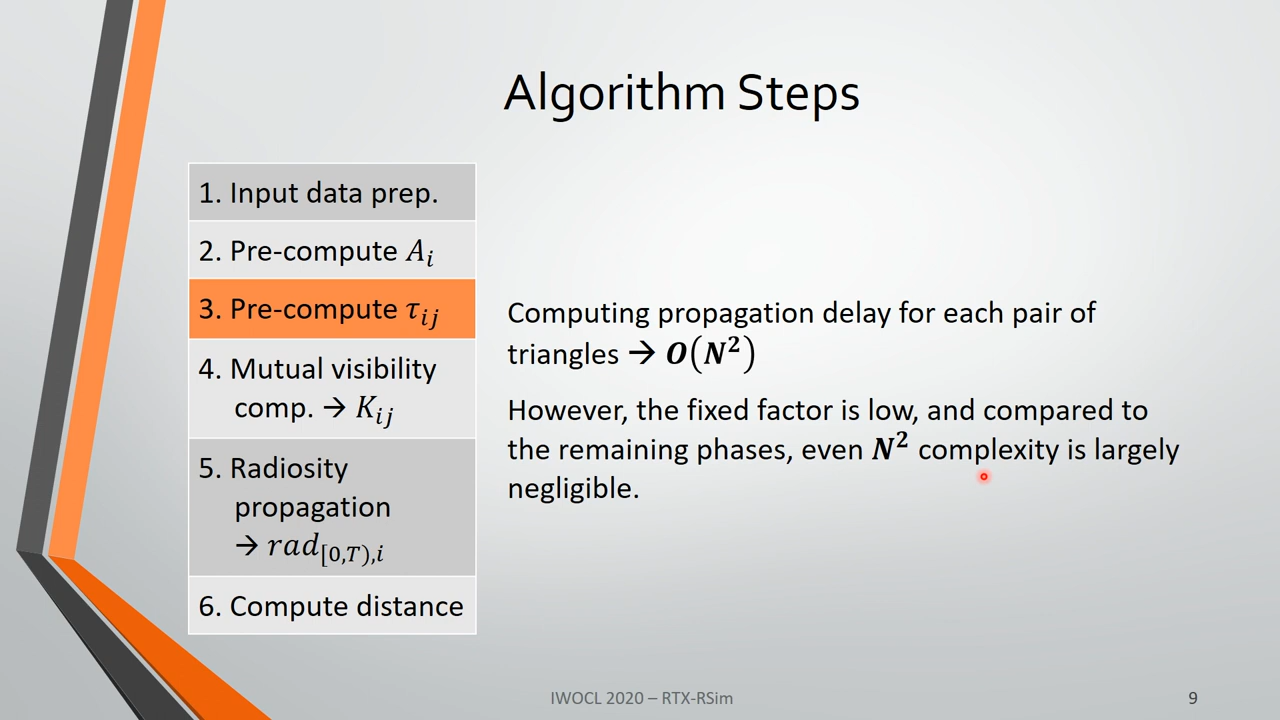 Algorithm Steps
1. Input data prep.
2. Pre-compute A_i
3. Pre-compute τ_ij
4. Mutual visibility
comp. → K_ij
5. Radiosity
propagation
→ rad_[0,T),i
6. Compute distance
Computing propagation delay for each pair of
triangles → O(N²)
However, the fixed factor is low, and compared to
the remaining phases, even N² complexity is largely
negligible.
IWOCL 2020 – RTX-RSim
9